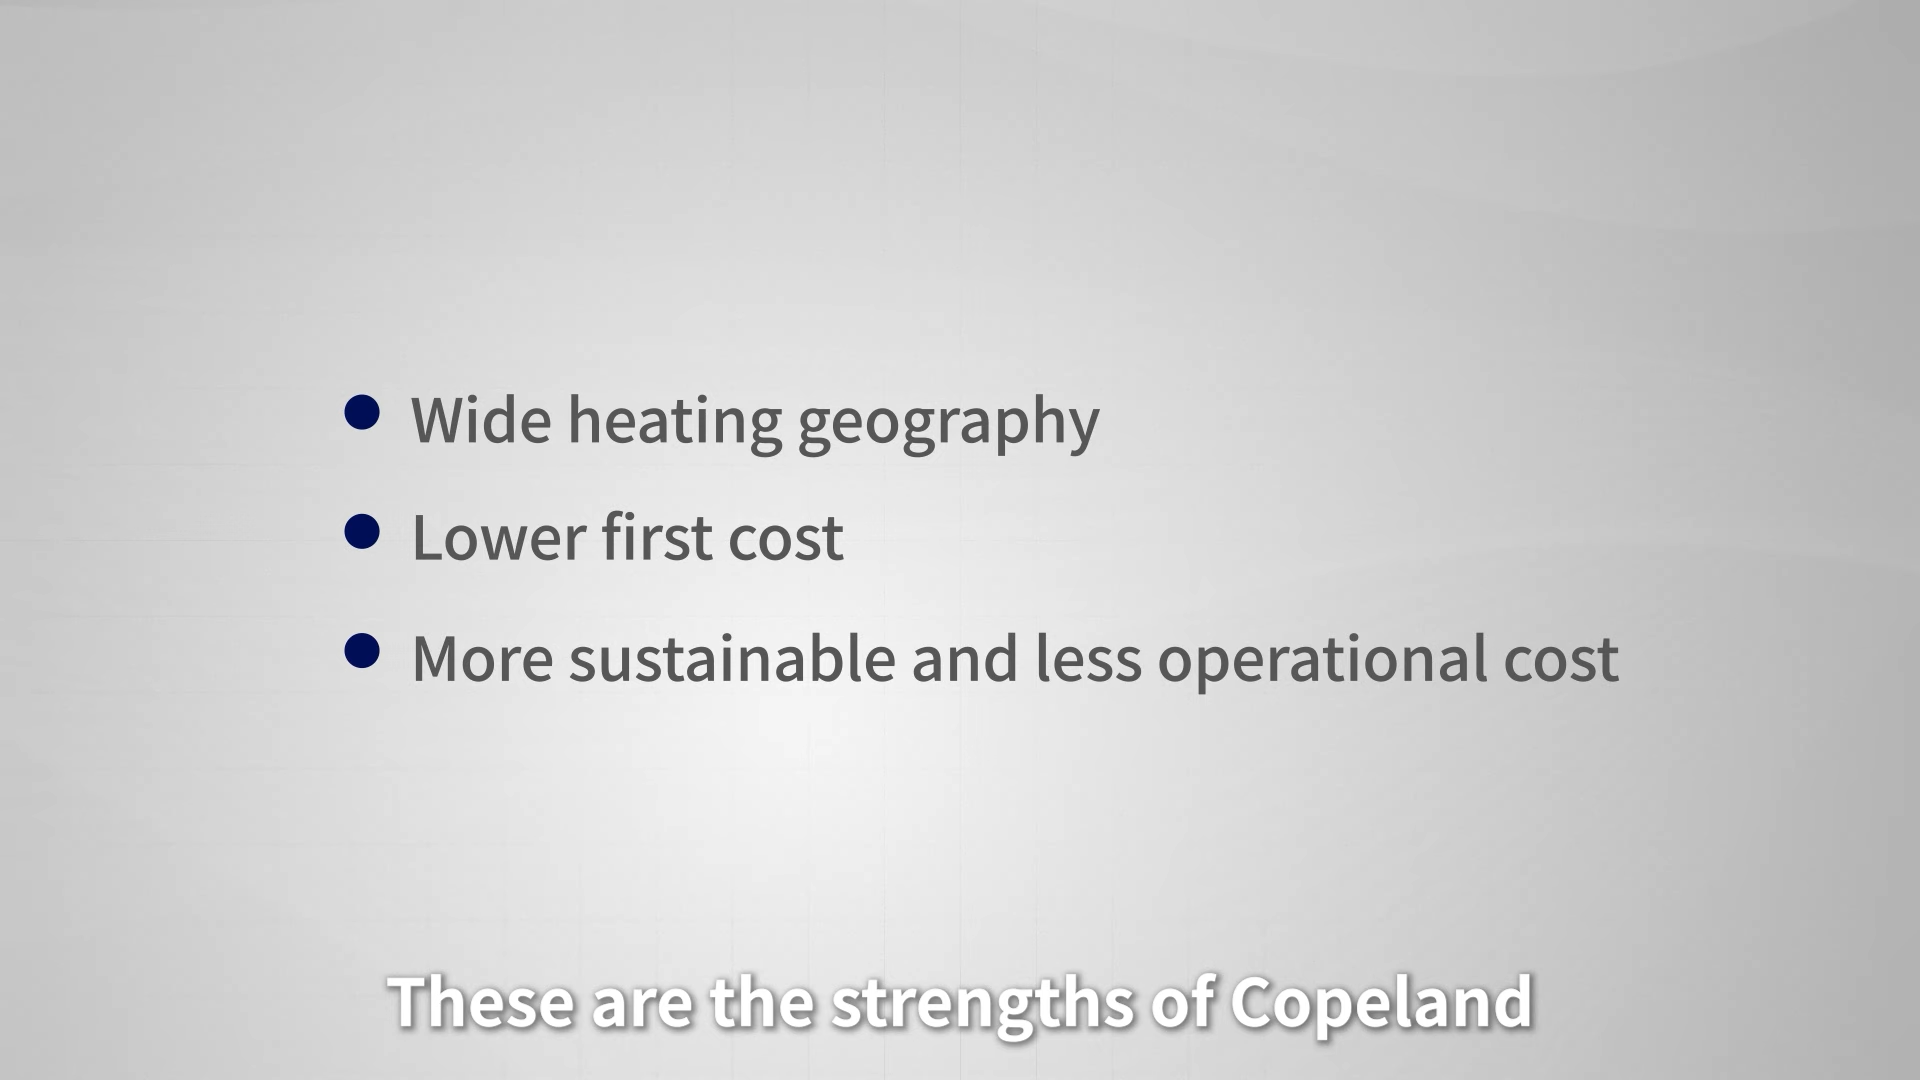 Wide heating geography
Lower first cost
More sustainable and less operational cost
These are the strengths of Copeland